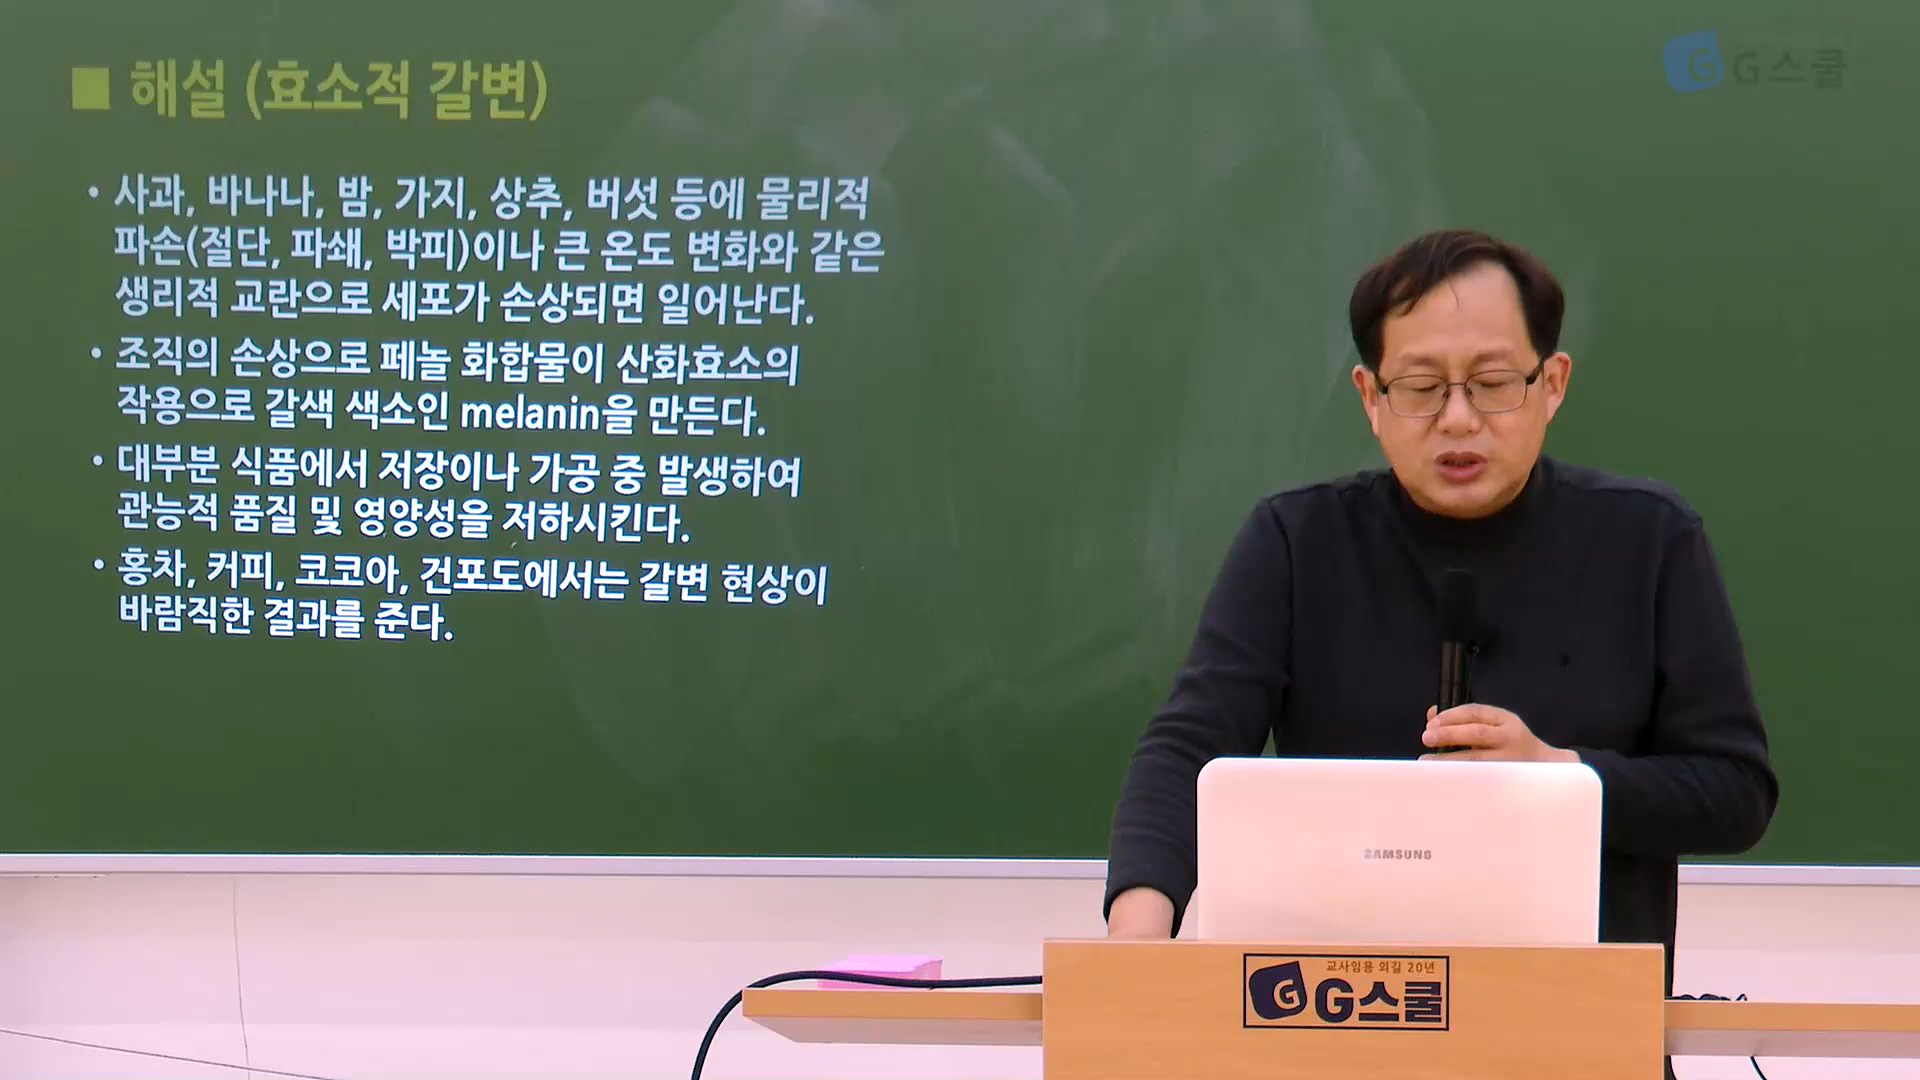 ■ 해설 (효소적 갈변)
• 사과, 바나나, 밤, 가지, 상추, 버섯 등에 물리적
파손(절단, 파쇄, 박피)이나 큰 온도 변화와 같은
생리적 교란으로 세포가 손상되면 일어난다.
• 조직의 손상으로 페놀 화합물이 산화효소의
작용으로 갈색 색소인 melanin을 만든다.
• 대부분 식품에서 저장이나 가공 중 발생하여
관능적 품질 및 영양성을 저하시킨다.
• 홍차, 커피, 코코아, 건포도에서는 갈변 현상이
바람직한 결과를 준다.
G G스쿨
SAMSUNG
교사임용 외길 20년
G G스쿨